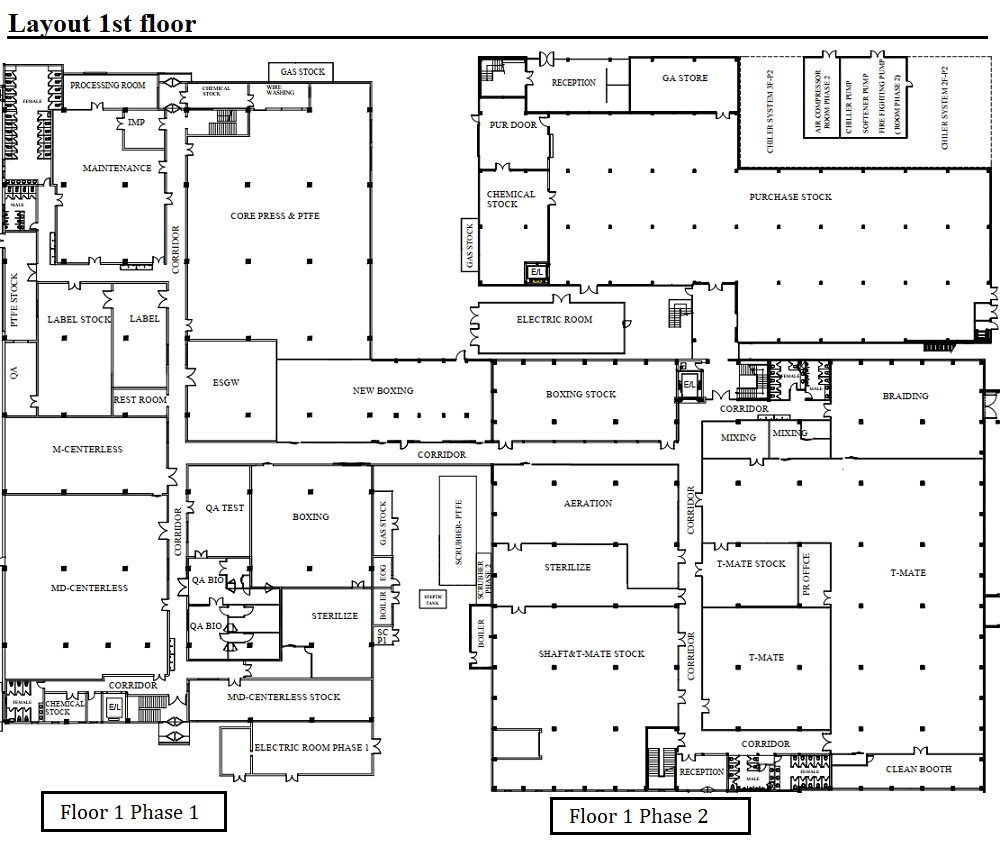 Layout 1st floor
GAS STOCK
PROCESSING ROOM
CHEMICAL
STOCK
WIRE
WASHING
FEMALE
IMP
MAINTENANCE
MALE
CORRIDOR
CORE PRESS & PTFE
PTFE STOCK
LABEL STOCK
LABEL
QA
REST ROOM
ESGW
NEW BOXING
M-CENTERLESS
CORRIDOR
CORRIDOR
QA TEST
BOXING
GAS STOCK
SCRUBBER- PTFE
MD-CENTERLESS
QA BIO
EOG
SCRUBBER
PHASE 2
STEPTIC
TANK
BOILER
QA BIO
STERILIZE
SC
P1
BOILER
CORRIDOR
FEMALE
CHEMICAL
STOCK
E/L
M\D-CENTERLESS STOCK
ELECTRIC ROOM PHASE 1
Floor 1 Phase 1
RECEPTION
GA STORE
CHILER SYSTEM 3F-P2
AIR COMPRESSOR
ROOM PHASE 2
CHILLER PUMP
SOFTENER PUMP
FIRE FIGHTING PUMP
( ROOM PHASE 2)
CHILER SYSTEM 2F-P2
PUR DOOR
CHEMICAL
STOCK
PURCHASE STOCK
GAS STOCK
E/L
ELECTRIC ROOM
BOXING STOCK
E/L
FEMALE
MALE
BRAIDING
CORRIDOR
MIXING
MIXING
AERATION
CORRIDOR
STERILIZE
T-MATE STOCK
PR OFFICE
T-MATE
SHAFT&T-MATE STOCK
CORRIDOR
T-MATE
CORRIDOR
RECEPTION
MALE
FEMALE
CLEAN BOOTH
Floor 1 Phase 2